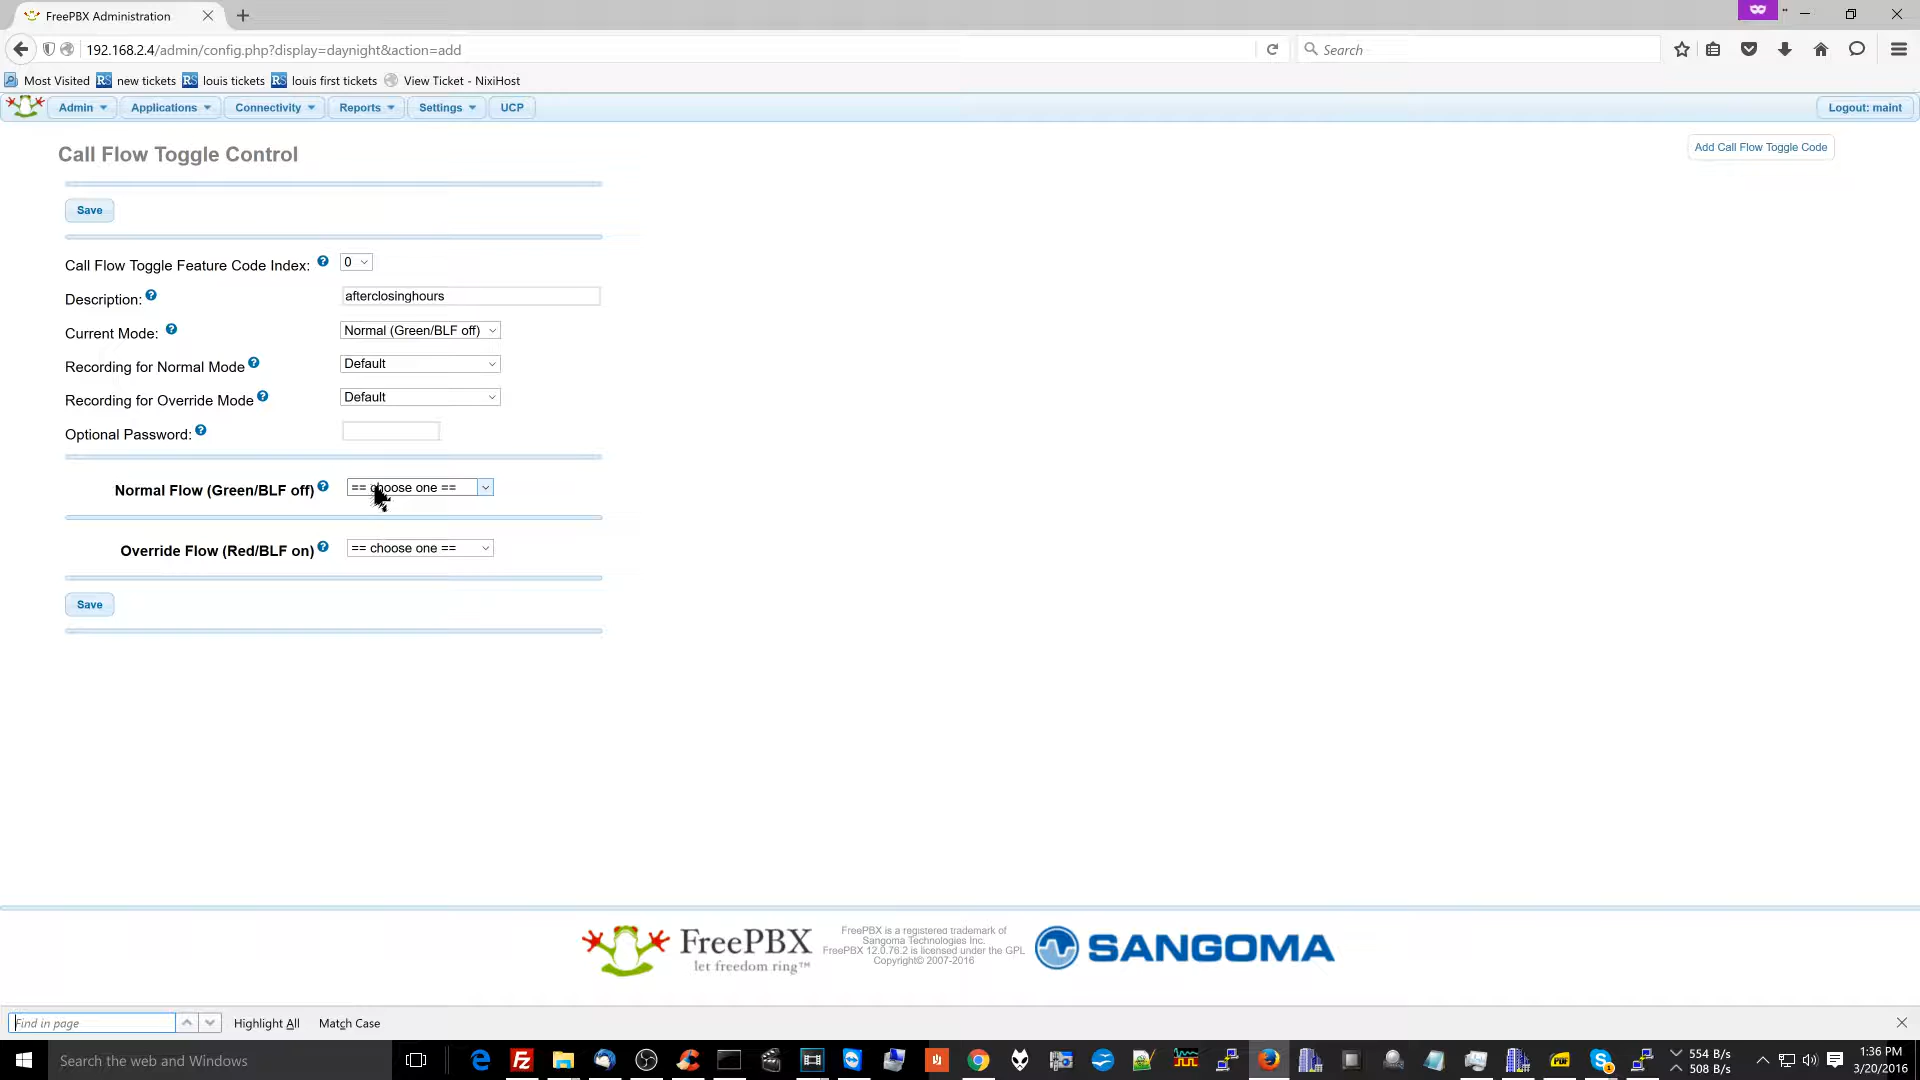 FreePBX Administration
192.168.2.4/admin/config.php?display=daynight&action=add
Search
Most Visited
new tickets
louis tickets
louis first tickets
View Ticket - NixiHost
Admin
Applications
Connectivity
Reports
Settings
UCP
Logout: maint
Call Flow Toggle Control
Add Call Flow Toggle Code
Save
Call Flow Toggle Feature Code Index:
0
Description:
afterclosinghours
Current Mode:
Normal (Green/BLF off)
Recording for Normal Mode
Default
Recording for Override Mode
Default
Optional Password:
Normal Flow (Green/BLF off)
== choose one ==
Override Flow (Red/BLF on)
== choose one ==
Save
FreePBX
let freedom ring™
FreePBX is a registered trademark of
Sangoma Technologies Inc.
FreePBX 12.0.76.2 is licensed under the GPL
Copyright© 2007-2016
SANGOMA
Find in page
Highlight All
Match Case
Search the web and Windows
554 B/s
508 B/s
1:36 PM
3/20/2016